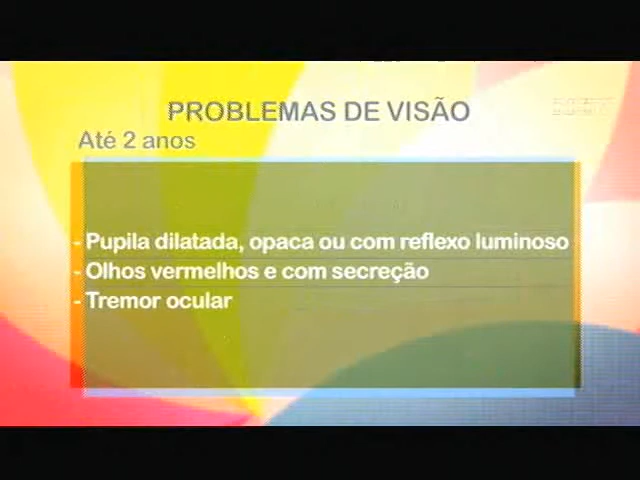 PROBLEMAS DE VISÃO
Até 2 anos
- Pupila dilatada, opaca ou com reflexo luminoso
- Olhos vermelhos e com secreção
- Tremor ocular